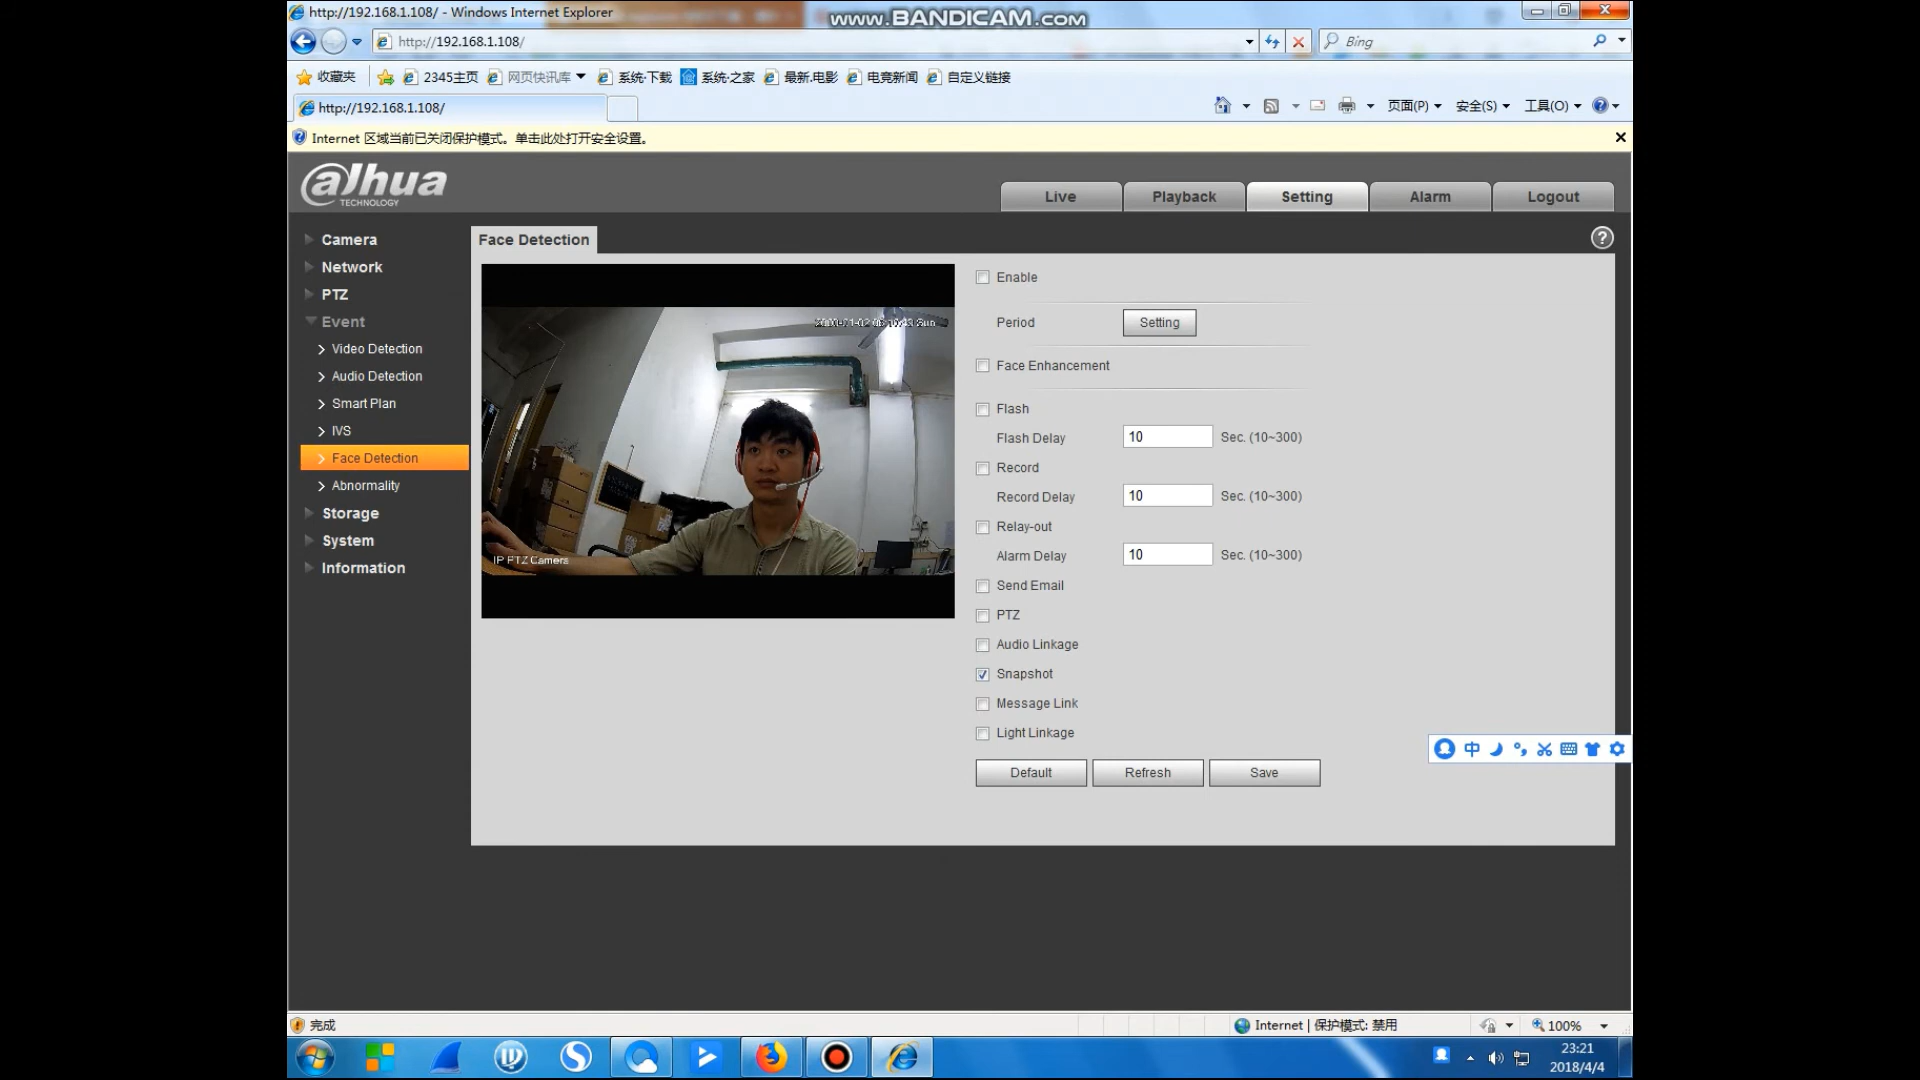 http://192.168.1.108/ - Windows Internet Explorer
www.BANDICAM.com
http://192.168.1.108/
Bing
收藏夹
2345主页
网页快讯库
系统·下载
系统·之家
最新.电影
电竞新闻
自定义链接
http://192.168.1.108/
页面(P)
安全(S)
工具(O)
Internet 区域当前已关闭保护模式。单击此处打开安全设置。
alhua
TECHNOLOGY
Live
Playback
Setting
Alarm
Logout
Camera
Network
PTZ
Event
Video Detection
Audio Detection
Smart Plan
IVS
Face Detection
Abnormality
Storage
System
Information
Face Detection
IP PTZ Camera
Enable
Period
Setting
Face Enhancement
Flash
Flash Delay 10 Sec. (10~300)
Record
Record Delay 10 Sec. (10~300)
Relay-out
Alarm Delay 10 Sec. (10~300)
Send Email
PTZ
Audio Linkage
Snapshot
Message Link
Light Linkage
Default
Refresh
Save
中
完成
Internet | 保护模式: 禁用
100%
23:21
2018/4/4